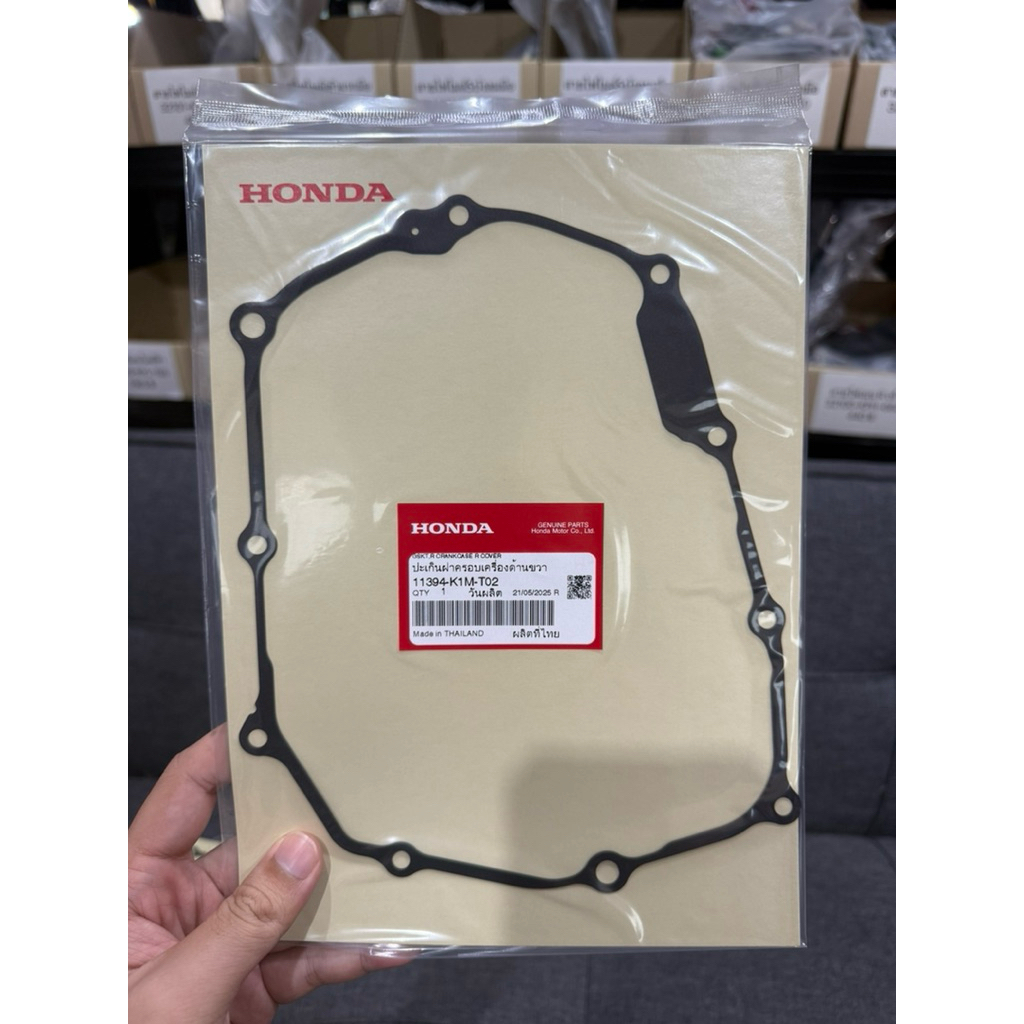 HONDA
HONDA
GENUINE PARTS
Honda Motor Co., Ltd
GSKT,R CRANKCASE R COVER
ปะเก็นฝาครอบเครื่องด้านขวา
11394-K1M-T02
QTY 1 วันผลิต 21/05/2025 R
Made in THAILAND ผลิตที่ไทย